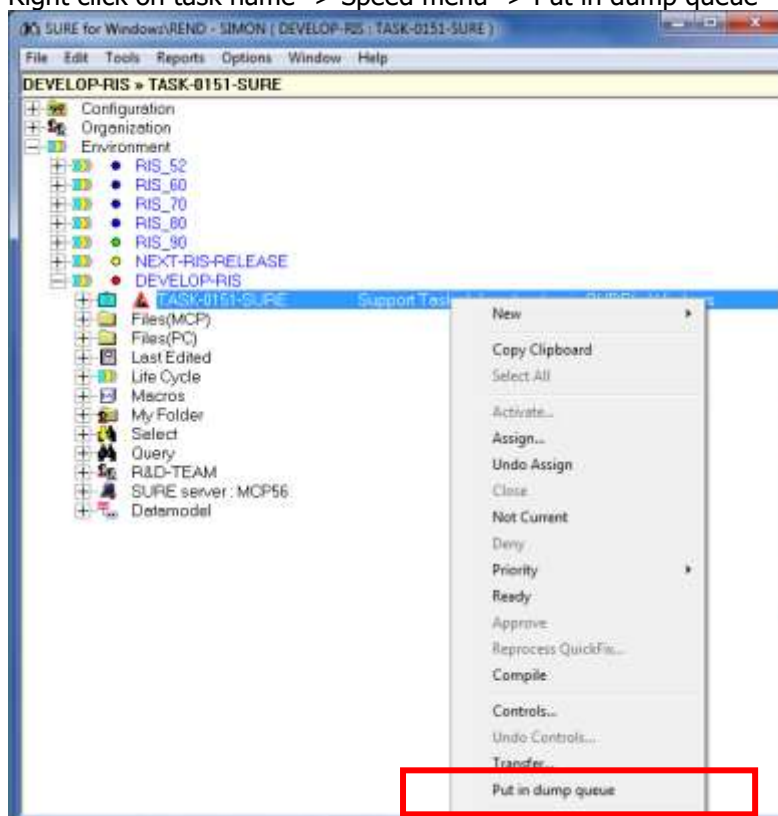 Right click on task name -> Speed menu -> Put in dump queue
SURE for Windows\REND - SIMON ( DEVELOP-RIS : TASK-0151-SURE )
File Edit Tools Reports Options Window Help
DEVELOP-RIS » TASK-0151-SURE
Configuration
Organization
Environment
RIS_52
RIS_60
RIS_70
RIS_80
RIS_90
NEXT-RIS-RELEASE
DEVELOP-RIS
TASK-0151-SURE Support
Files(MCP)
Files(PC)
Last Edited
Life Cycle
Macros
My Folder
Select
Query
R&D-TEAM
SURE server : MCP56
Datamodel
New
Copy Clipboard
Select All
Activate...
Assign...
Undo Assign
Close
Not Current
Deny
Priority
Ready
Approve
Reprocess QuickFix...
Compile
Controls...
Undo Controls...
Transfer...
Put in dump queue